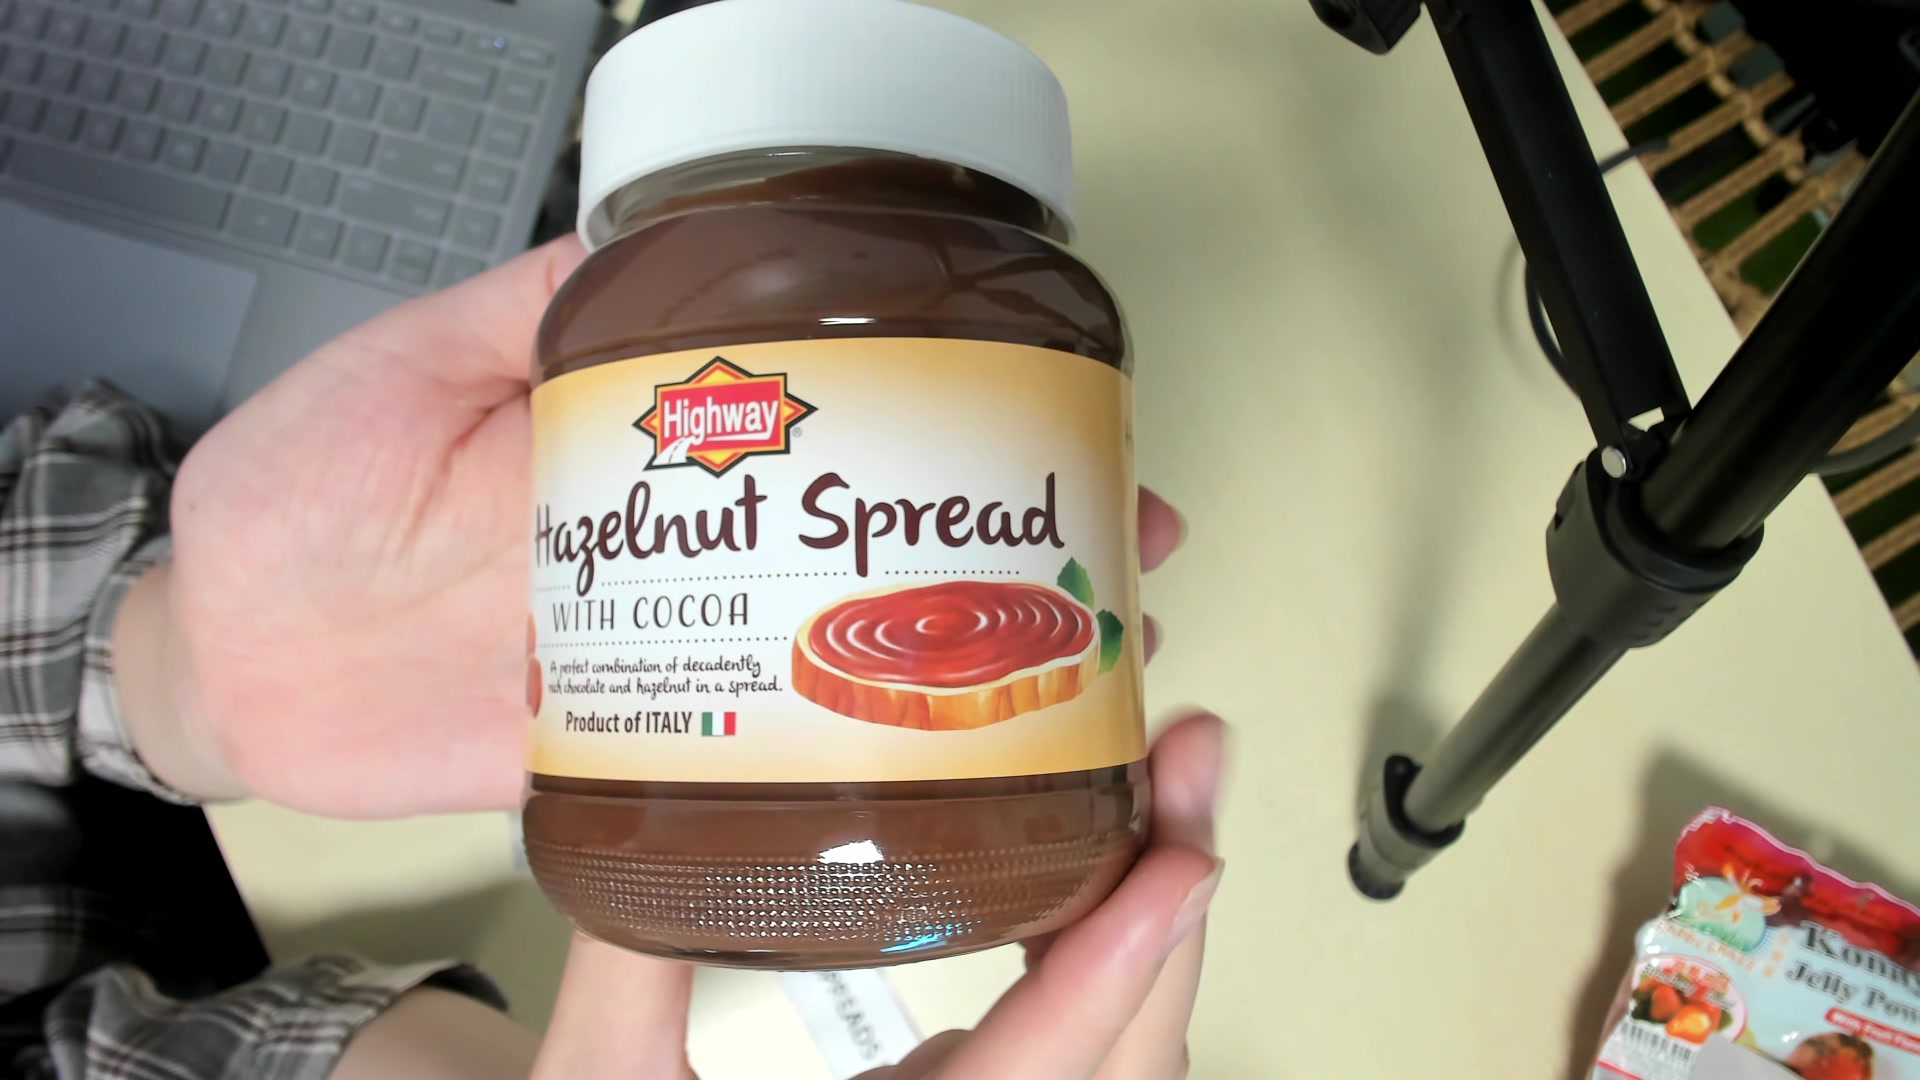 Highway
Hazelnut Spread
WITH COCOA
A perfect combination of decadently
rich chocolate and hazelnut in a spread.
Product of ITALY
SPREADS
Jelly